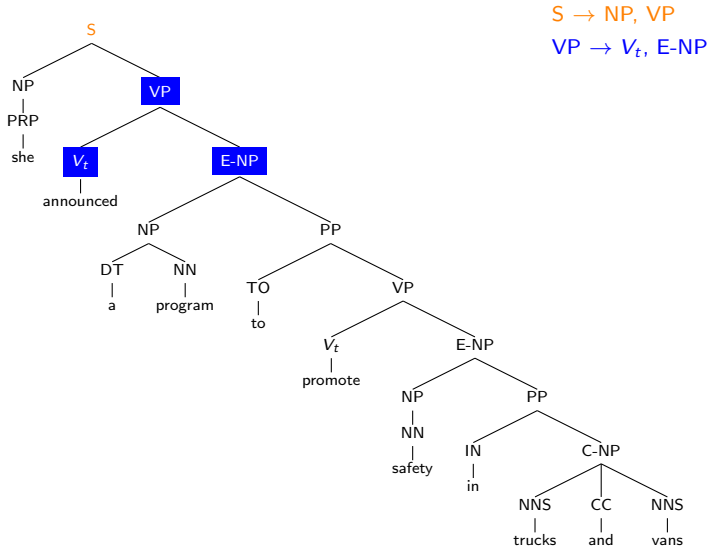 S → NP, VP
VP → Vt, E-NP
S
NP VP
PRP
she Vt E-NP
announced
NP PP
DT NN TO VP
a program to
Vt E-NP
promote
NP PP
NN IN C-NP
safety in
NNS CC NNS
trucks and vans